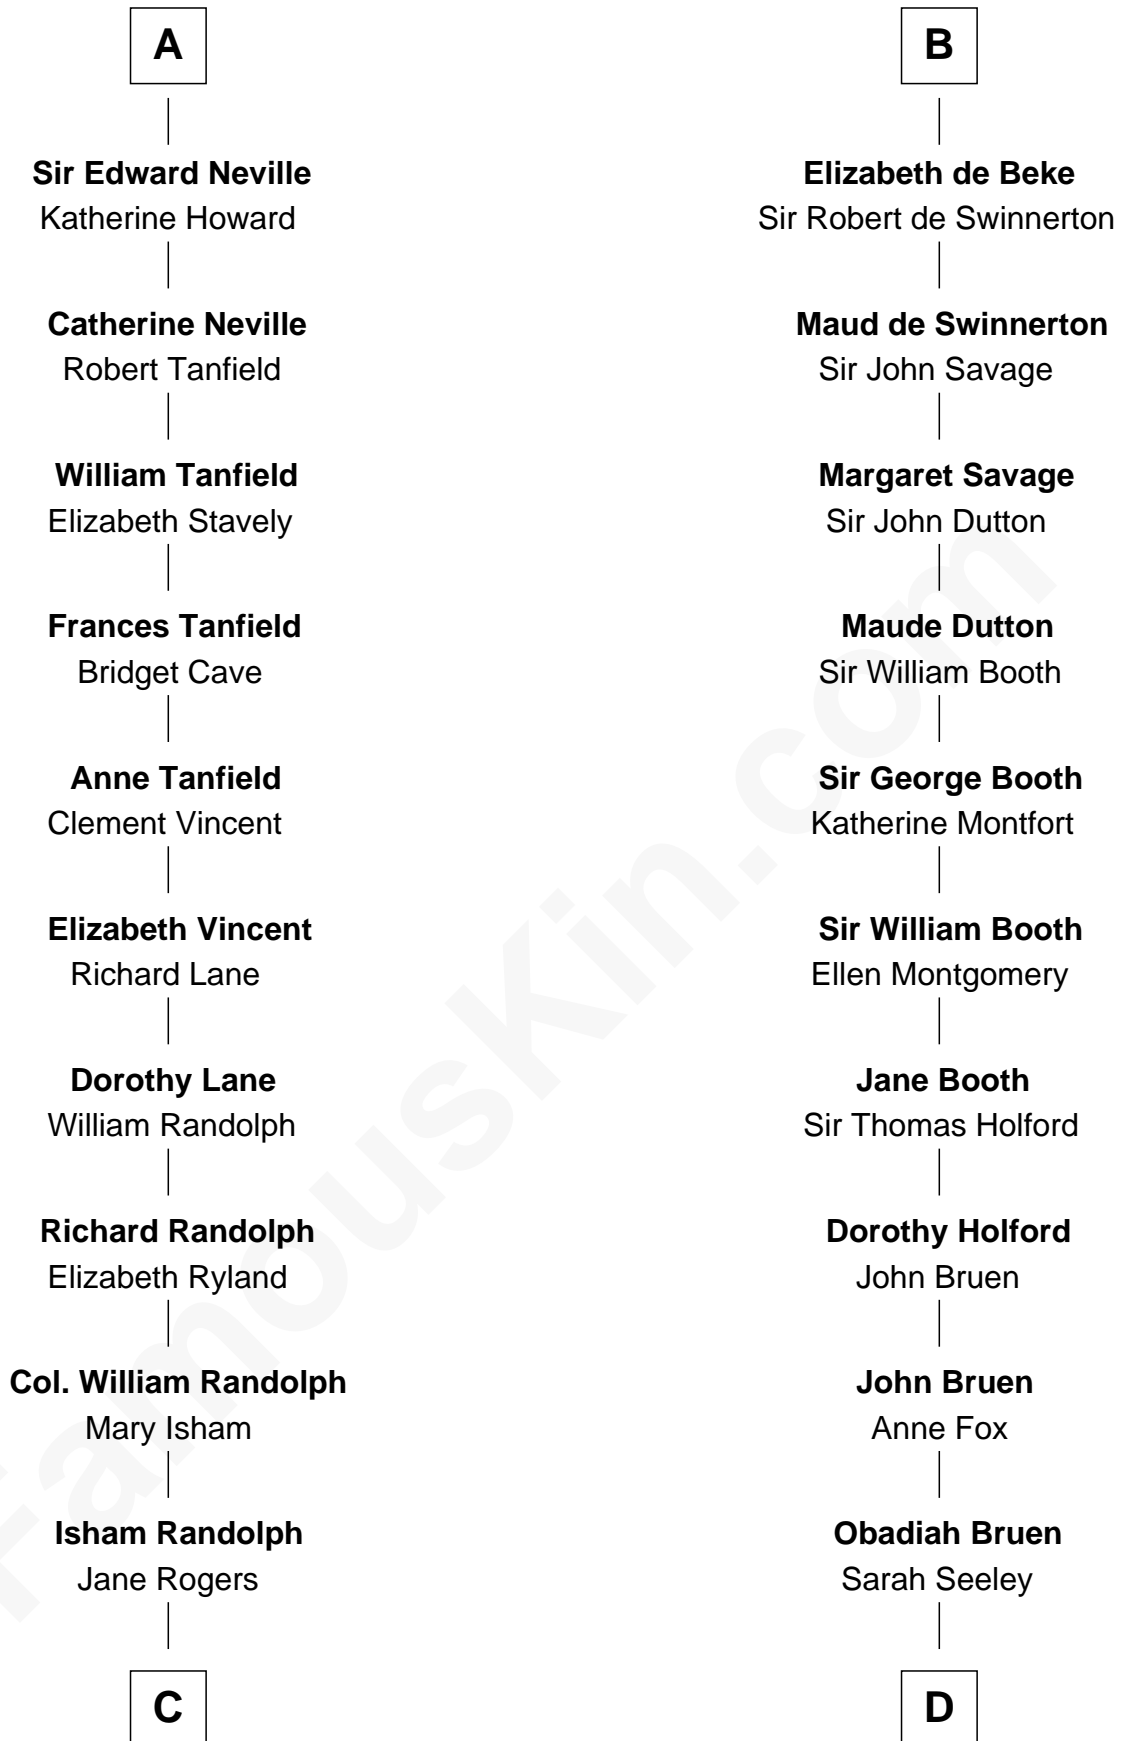 A
Sir Edward Neville
Katherine Howard
Catherine Neville
Robert Tanfield
William Tanfield
Elizabeth Stavely
Frances Tanfield
Bridget Cave
Anne Tanfield
Clement Vincent
Elizabeth Vincent
Richard Lane
Dorothy Lane
William Randolph
Richard Randolph
Elizabeth Ryland
Col. William Randolph
Mary Isham
Isham Randolph
Jane Rogers
C
B
Elizabeth de Beke
Sir Robert de Swinnerton
Maud de Swinnerton
Sir John Savage
Margaret Savage
Sir John Dutton
Maude Dutton
Sir William Booth
Sir George Booth
Katherine Montfort
Sir William Booth
Ellen Montgomery
Jane Booth
Sir Thomas Holford
Dorothy Holford
John Bruen
John Bruen
Anne Fox
Obadiah Bruen
Sarah Seeley
D
FamousKin.com